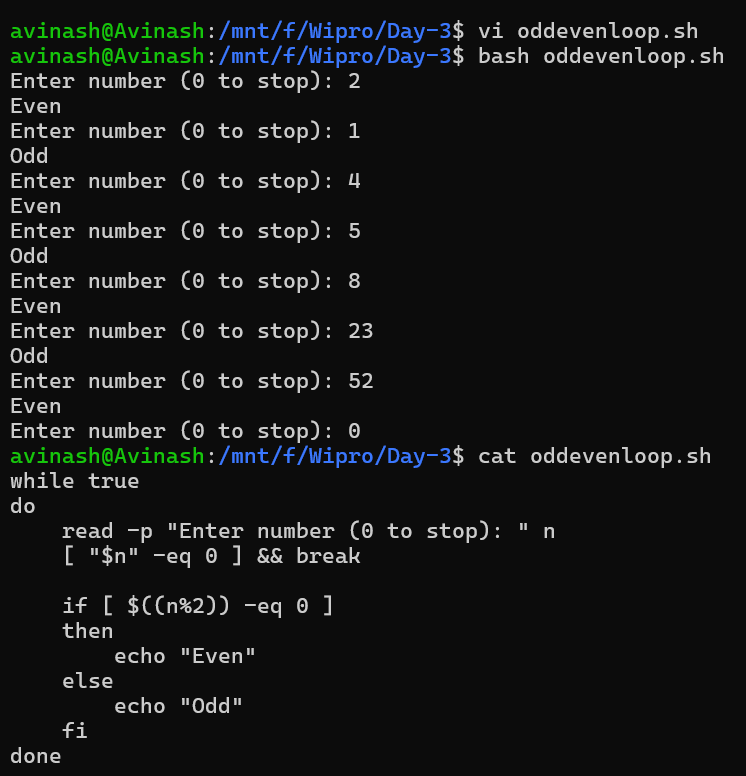 avinash@Avinash:/mnt/f/Wipro/Day-3$ vi oddevenloop.sh
avinash@Avinash:/mnt/f/Wipro/Day-3$ bash oddevenloop.sh
Enter number (0 to stop): 2
Even
Enter number (0 to stop): 1
Odd
Enter number (0 to stop): 4
Even
Enter number (0 to stop): 5
Odd
Enter number (0 to stop): 8
Even
Enter number (0 to stop): 23
Odd
Enter number (0 to stop): 52
Even
Enter number (0 to stop): 0
avinash@Avinash:/mnt/f/Wipro/Day-3$ cat oddevenloop.sh
while true
do
    read -p "Enter number (0 to stop): " n
    [ "$n" -eq 0 ] && break

    if [ $((n%2)) -eq 0 ]
    then
        echo "Even"
    else
        echo "Odd"
    fi
done